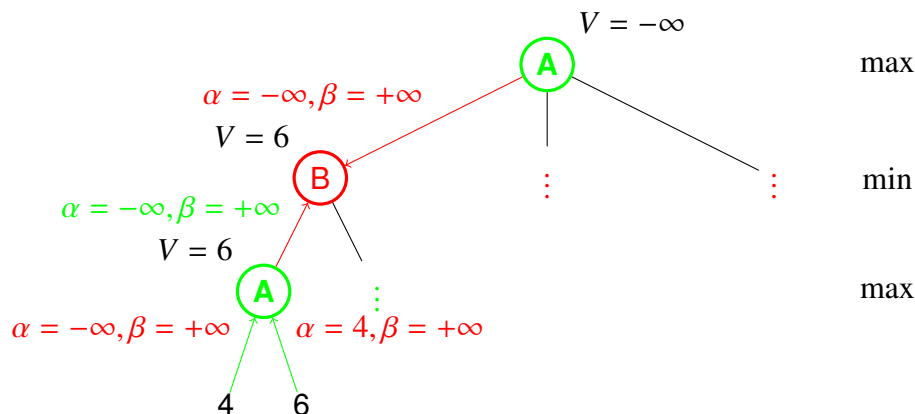 V = −∞
A
max
α = −∞, β = +∞
V = 6
B
⋮
⋮
min
α = −∞, β = +∞
V = 6
A
⋮
max
α = −∞, β = +∞
α = 4, β = +∞
4
6